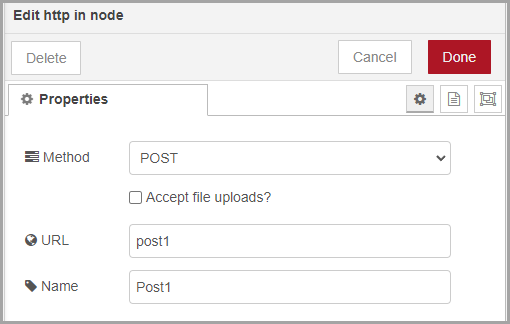 Edit http in node
Delete
Cancel
Done
Properties
Method
POST
Accept file uploads?
URL
post1
Name
Post1